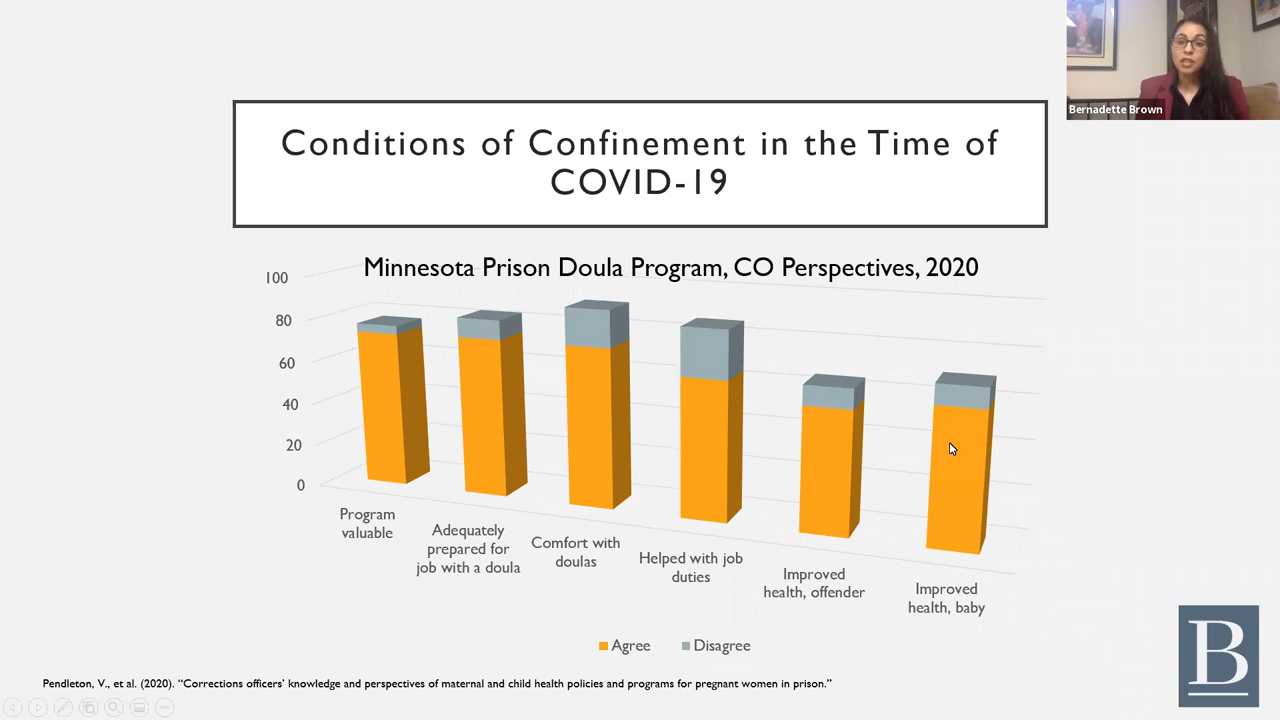 Bernadette Brown
Conditions of Confinement in the Time of
COVID-19
Minnesota Prison Doula Program, CO Perspectives, 2020
100
80
60
40
20
0
Program
valuable
Adequately
prepared for
job with a doula
Comfort with
doulas
Helped with job
duties
Improved
health, offender
Improved
health, baby
Agree
Disagree
Pendleton, V., et al. (2020). “Corrections officers’ knowledge and perspectives of maternal and child health policies and programs for pregnant women in prison.”
B